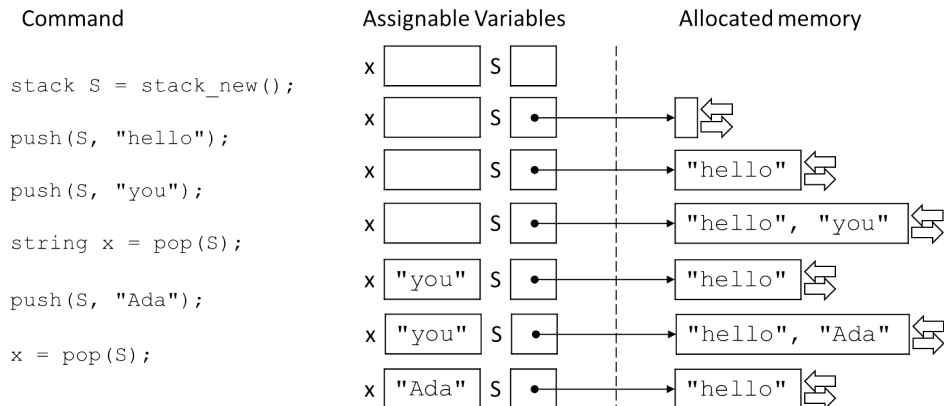 Command Assignable Variables Allocated memory
x S
stack S = stack_new();
x S
push(S, "hello");
x S "hello"
push(S, "you");
x S "hello", "you"
string x = pop(S);
x "you" S "hello"
push(S, "Ada");
x "you" S "hello", "Ada"
x = pop(S);
x "Ada" S "hello"